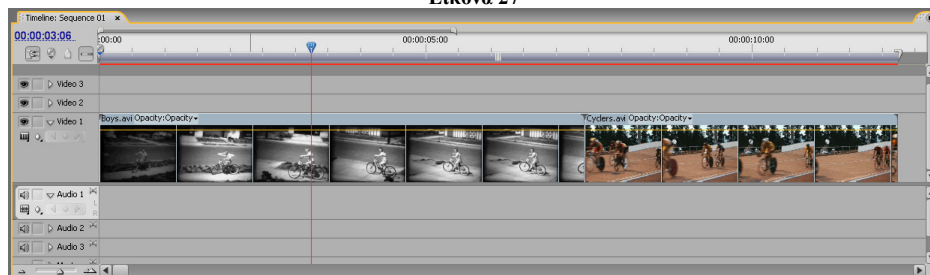 Εικόνα 27
Timeline: Sequence 01 ×
00:00:03:06
:00:00 00:00:05:00 00:00:10:00
Video 3
Video 2
Video 1
Boys.avi Opacity:Opacity Cyclers.avi Opacity:Opacity
Audio 1
L
R
Audio 2
Audio 3